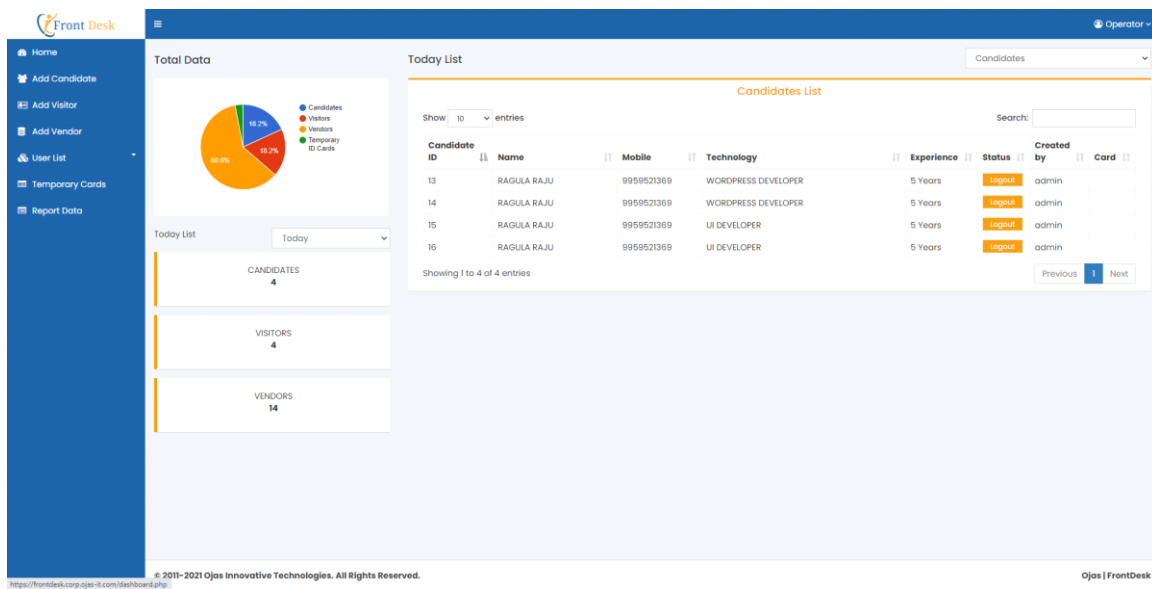 Front Desk
Operator
Home
Add Candidate
Add Visitor
Add Vendor
User List
Temporary Cards
Report Data
Total Data
18.2%
18.2%
60.6%
Candidates
Visitors
Vendors
Temporary
ID Cards
Today List
Today
CANDIDATES
4
VISITORS
4
VENDORS
14
Today List
Candidates
Candidates List
Show 10 entries
Search:
Candidate ID Name Mobile Technology Experience Status Created by Card
13 RAGULA RAJU 9959521369 WORDPRESS DEVELOPER 5 Years Logout admin
14 RAGULA RAJU 9959521369 WORDPRESS DEVELOPER 5 Years Logout admin
15 RAGULA RAJU 9959521369 UI DEVELOPER 5 Years Logout admin
16 RAGULA RAJU 9959521369 UI DEVELOPER 5 Years Logout admin
Showing 1 to 4 of 4 entries
Previous 1 Next
© 2011-2021 Ojas Innovative Technologies. All Rights Reserved.
Ojas | FrontDesk
https://frontdesk.corp.ojas-it.com/dashboard.php